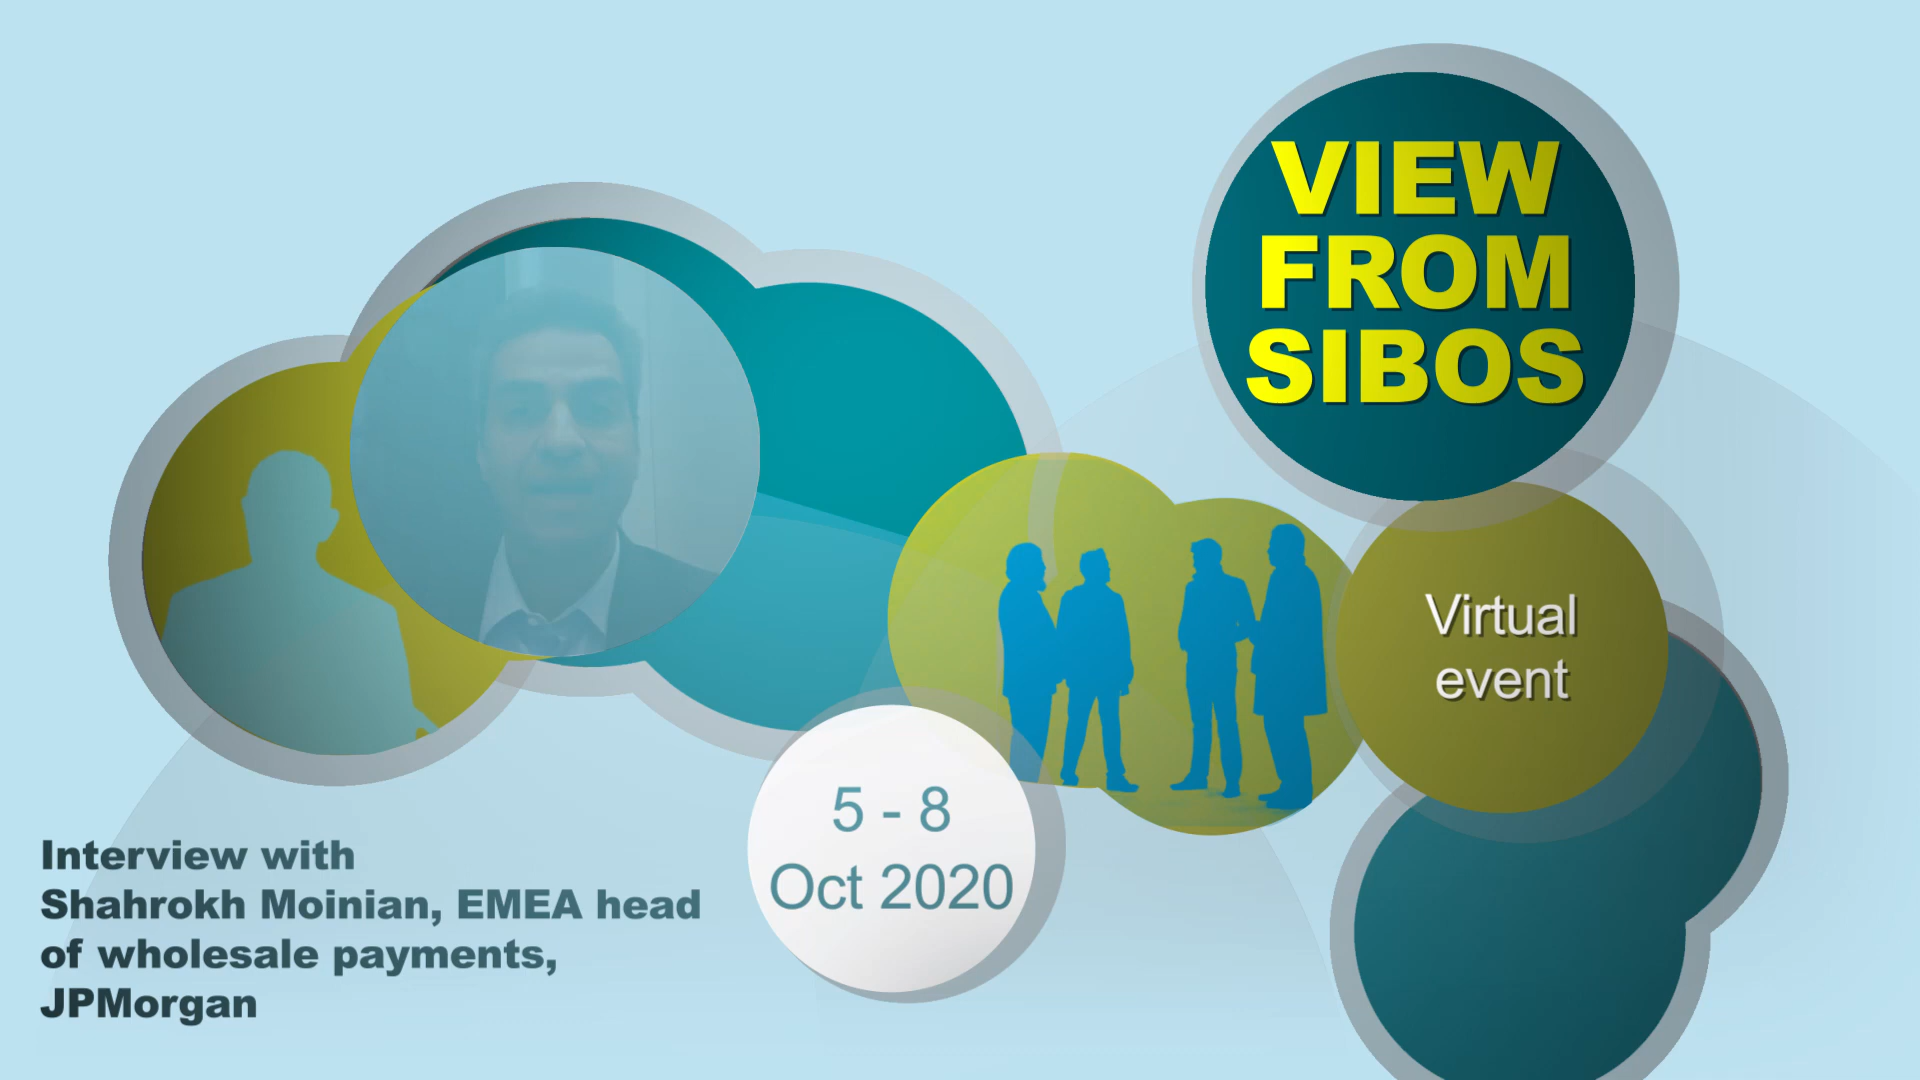 VIEW
FROM
SIBOS
Virtual
event
5 - 8
Oct 2020
Interview with
Shahrokh Moinian, EMEA head
of wholesale payments,
JPMorgan